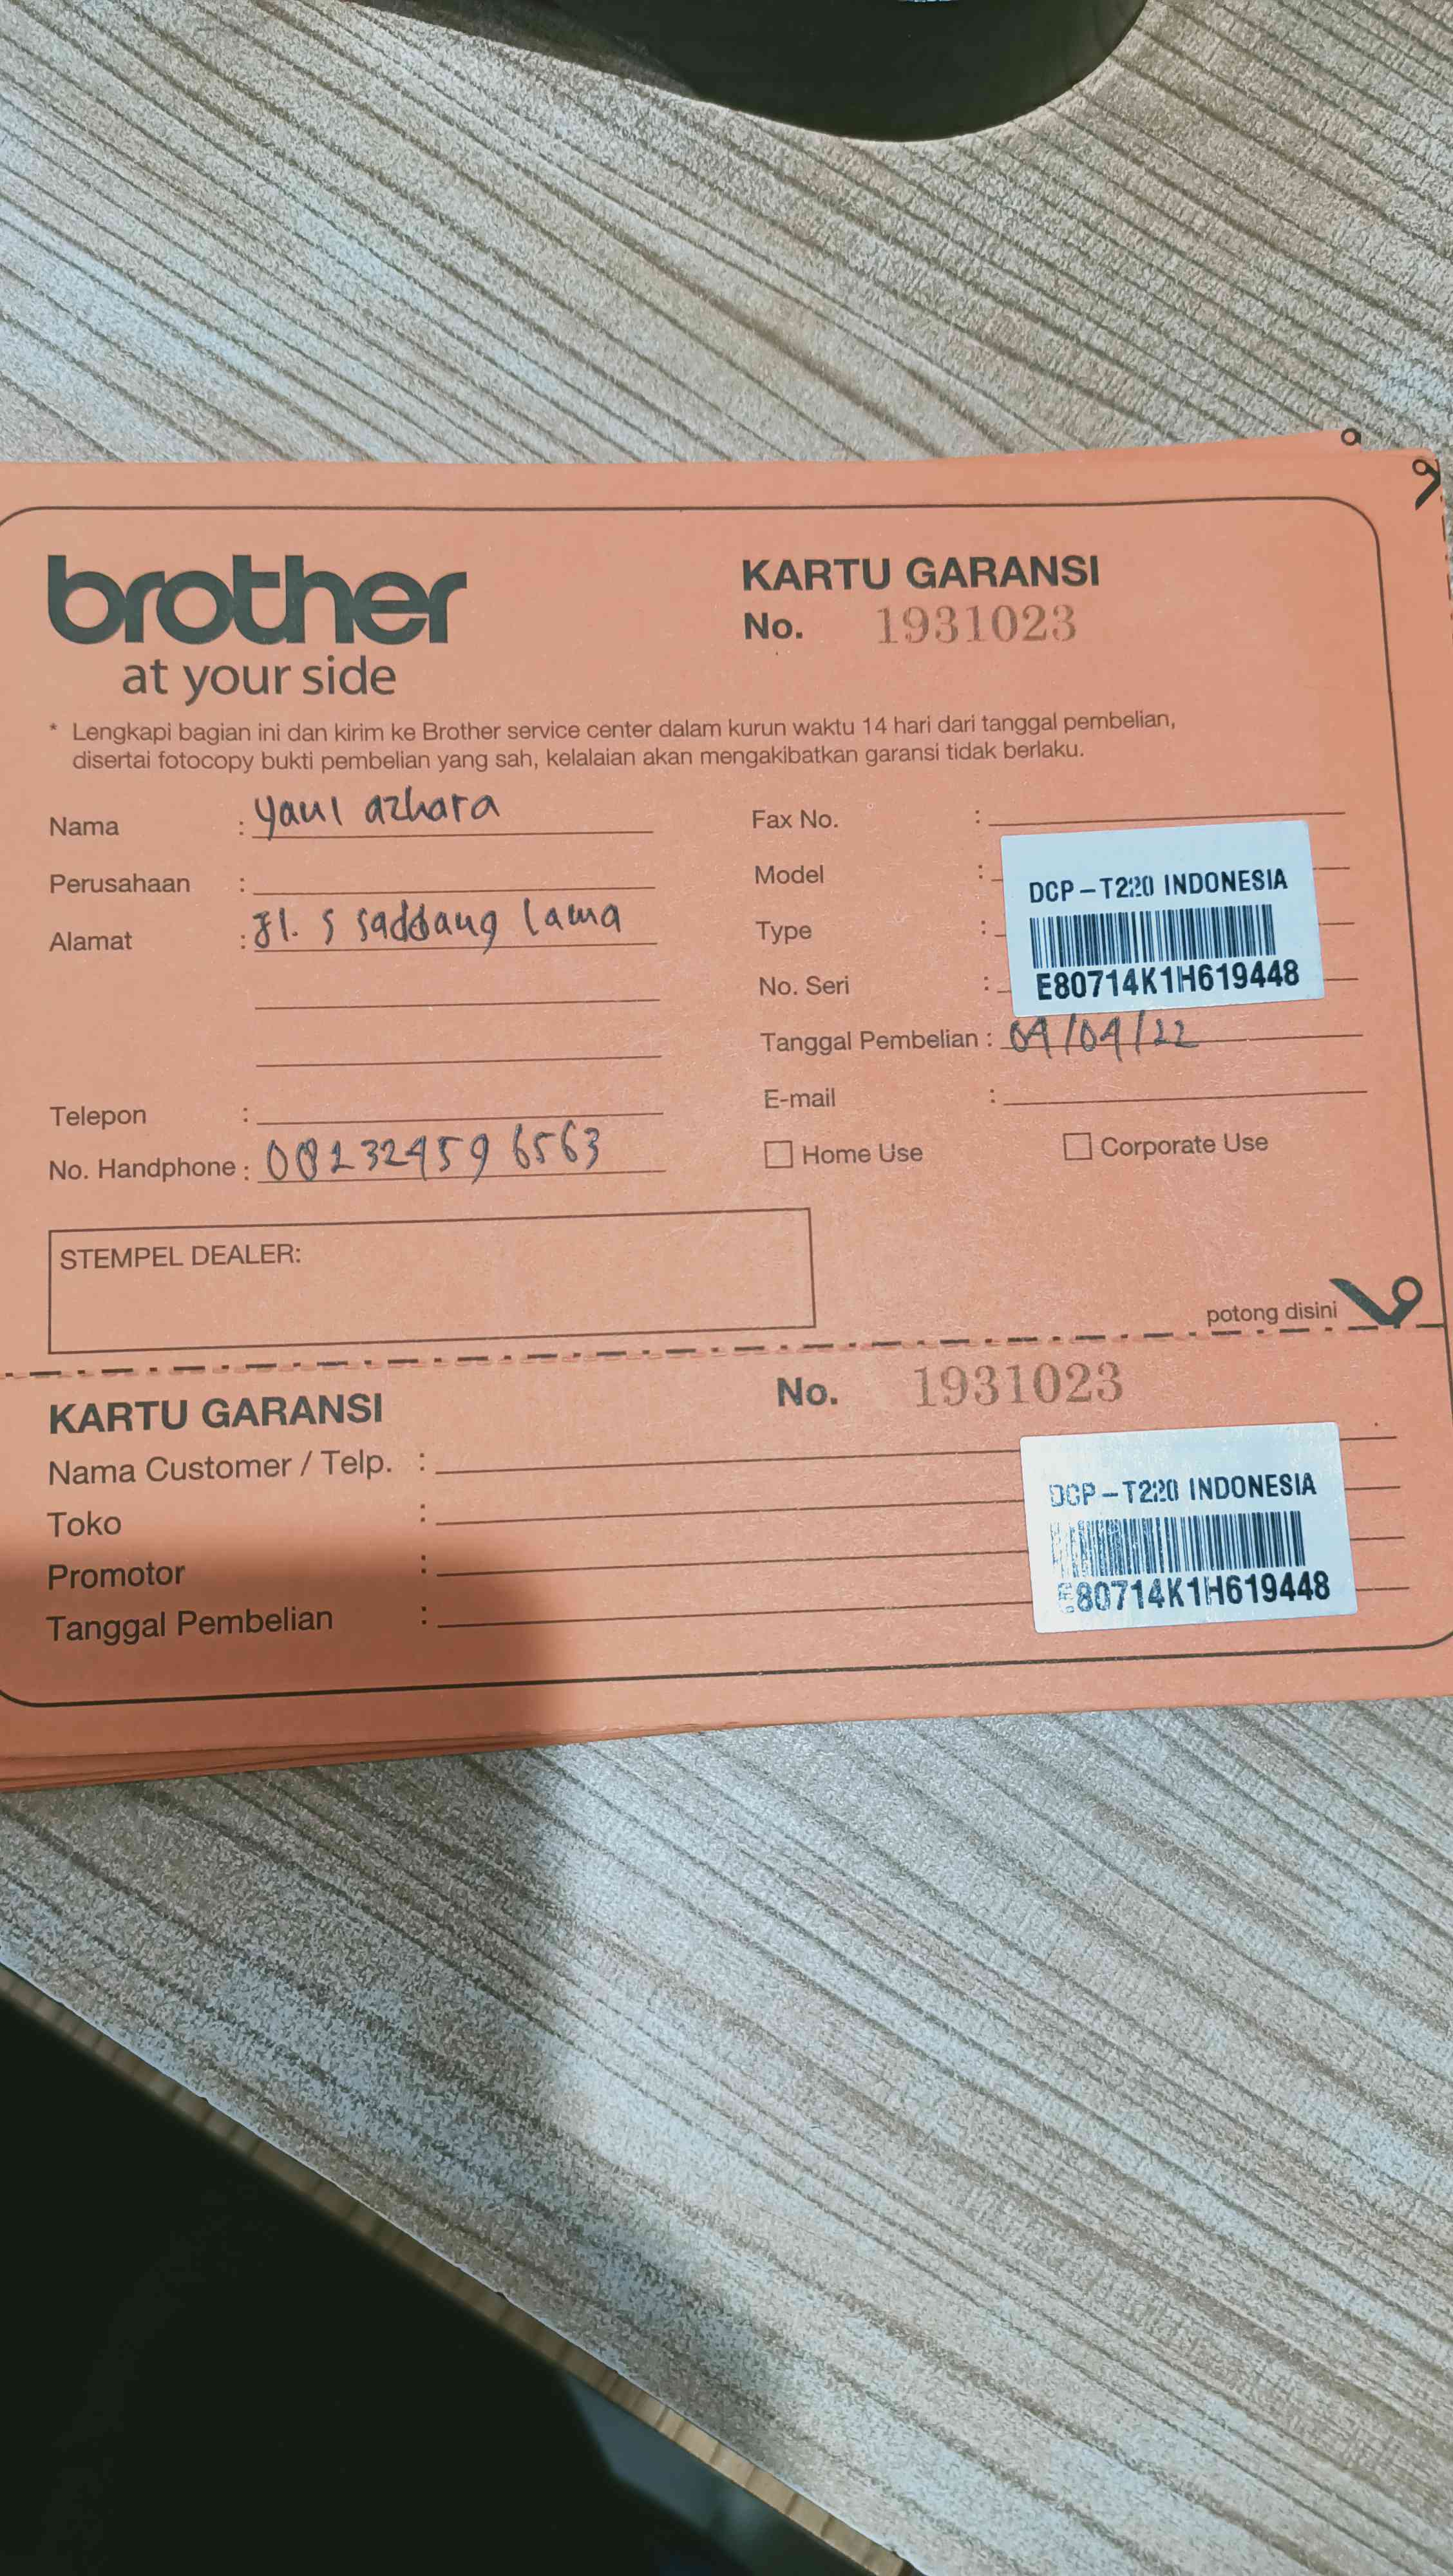 brother
at your side
KARTU GARANSI
No. 1931023
* Lengkapi bagian ini dan kirim ke Brother service center dalam kurun waktu 14 hari dari tanggal pembelian,
disertai fotocopy bukti pembelian yang sah, kelalaian akan mengakibatkan garansi tidak berlaku.
Nama : yaul azhara
Perusahaan :
Alamat : Jl. S saddang lama
Telepon :
No. Handphone : 082329596563
Fax No. :
Model :
Type :
No. Seri :
DCP-T220 INDONESIA
E80714K1H619448
Tanggal Pembelian : 09/09/22
E-mail :
Home Use
Corporate Use
STEMPEL DEALER:
potong disini
KARTU GARANSI
No. 1931023
Nama Customer / Telp. :
Toko :
Promotor :
Tanggal Pembelian :
DCP-T220 INDONESIA
E80714K1H619448